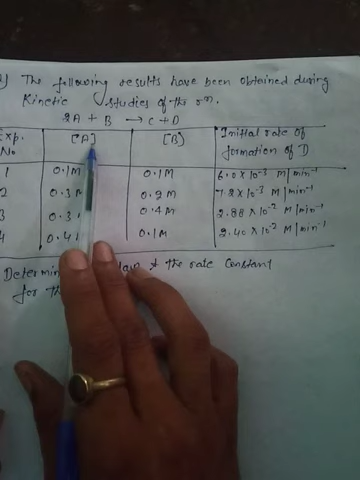 The following results have been obtained during
Kinetic studies of the rxn.
2A + B → C + D
Exp. No [A] [B] Initial rate of formation of D
1 0.1M 0.1M 6.0×10⁻³ M/min⁻¹
2 0.3M 0.2M 7.2×10⁻² M/min⁻¹
3 0.3 0.4M 2.88×10⁻² M/min⁻¹
4 0.4 0.1M 2.40×10⁻² M/min⁻¹
Determin & the rate constant
for the